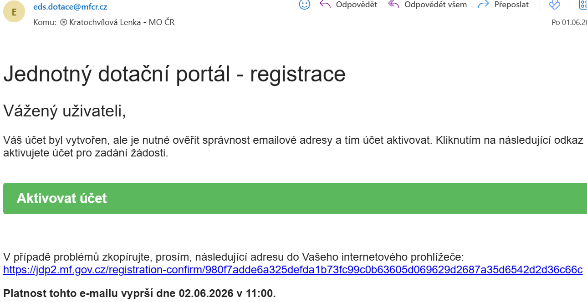 E
eds.dotace@mfcr.cz
Odpovědět
Odpovědět všem
Přeposlat
Komu: Kratochvílová Lenka - MO ČR
Po 01.06.2
Jednotný dotační portál - registrace
Vážený uživateli,
Váš účet byl vytvořen, ale je nutné ověřit správnost emailové adresy a tím účet aktivovat. Kliknutím na následující odkaz
aktivujete účet pro zadání žádosti.
Aktivovat účet
V případě problémů zkopírujte, prosím, následující adresu do Vašeho internetového prohlížeče:
https://jdp2.mf.gov.cz/registration-confirm/980f7adde6a325defda1b73fc99c0b63605d069629d2687a35d6542d2d36c66c
Platnost tohto e-mailu vyprší dne 02.06.2026 v 11:00.